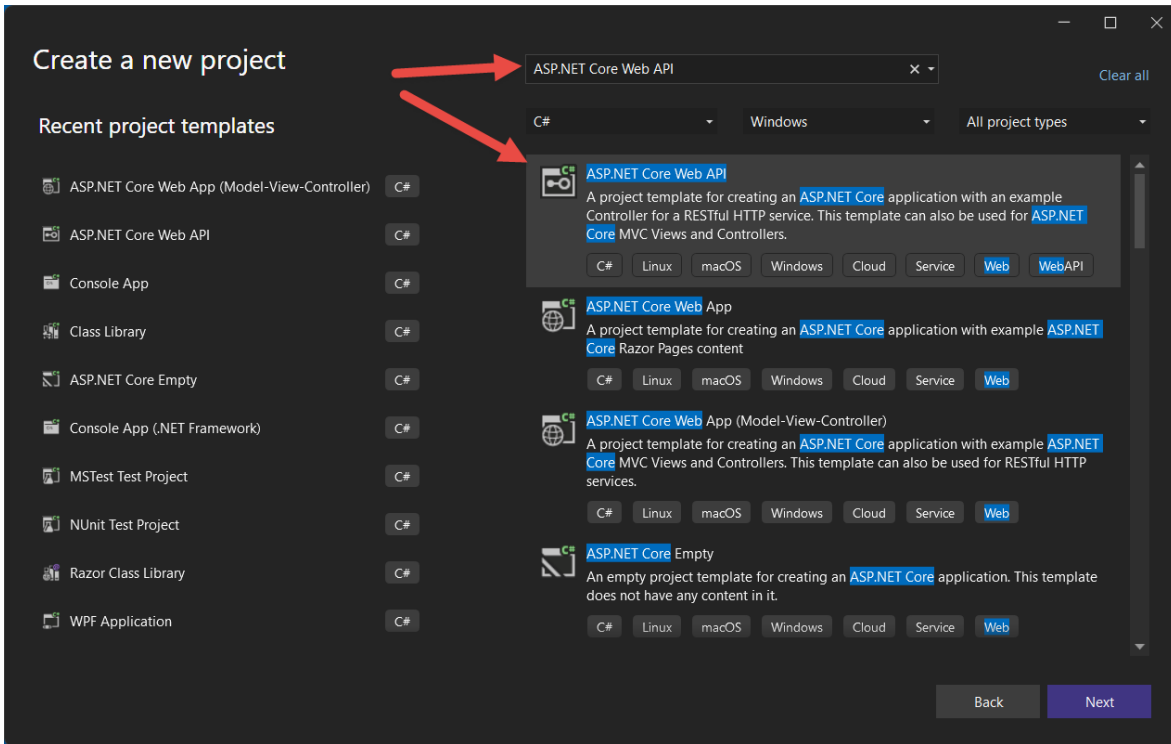 Create a new project
ASP.NET Core Web API
Clear all
Recent project templates
C#
Windows
All project types
ASP.NET Core Web App (Model-View-Controller) C#
ASP.NET Core Web API C#
Console App C#
Class Library C#
ASP.NET Core Empty C#
Console App (.NET Framework) C#
MSTest Test Project C#
NUnit Test Project C#
Razor Class Library C#
WPF Application C#
ASP.NET Core Web API
A project template for creating an ASP.NET Core application with an example
Controller for a RESTful HTTP service. This template can also be used for ASP.NET
Core MVC Views and Controllers.
C# Linux macOS Windows Cloud Service Web WebAPI
ASP.NET Core Web App
A project template for creating an ASP.NET Core application with example ASP.NET
Core Razor Pages content
C# Linux macOS Windows Cloud Service Web
ASP.NET Core Web App (Model-View-Controller)
A project template for creating an ASP.NET Core application with example ASP.NET
Core MVC Views and Controllers. This template can also be used for RESTful HTTP
services.
C# Linux macOS Windows Cloud Service Web
ASP.NET Core Empty
An empty project template for creating an ASP.NET Core application. This template
does not have any content in it.
C# Linux macOS Windows Cloud Service Web
Back
Next